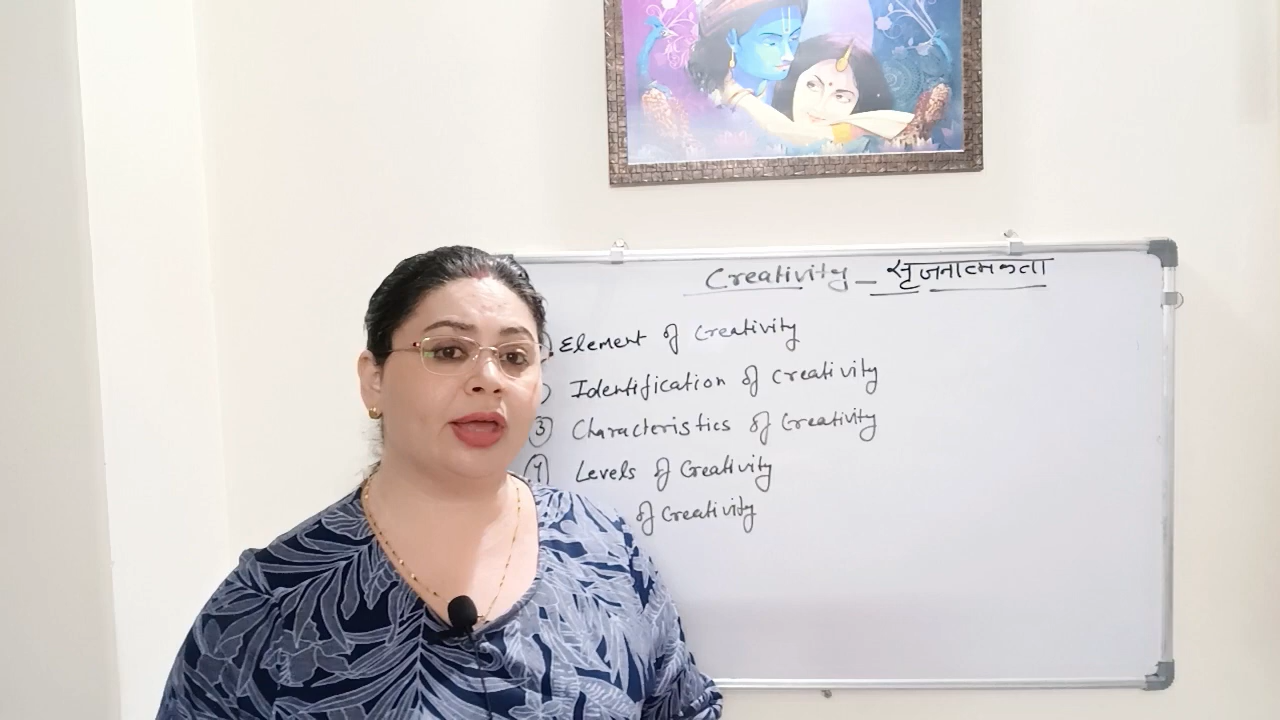 Creativity – सृजनात्मकता
Element of Creativity
Identification of Creativity
③ Characteristics of Creativity
④ Levels of Creativity
of Creativity